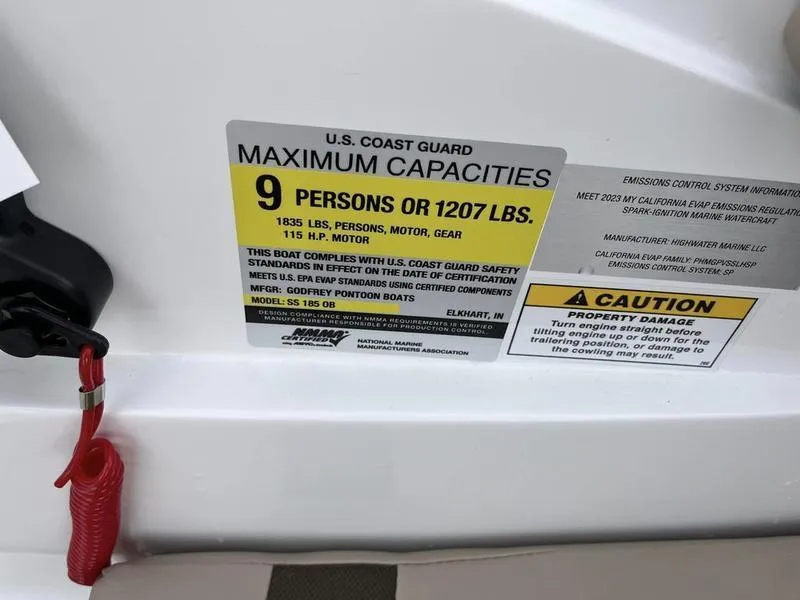 U.S. COAST GUARD
MAXIMUM CAPACITIES
9 PERSONS OR 1207 LBS.
1835 LBS, PERSONS, MOTOR, GEAR
115 H.P. MOTOR
THIS BOAT COMPLIES WITH U.S. COAST GUARD SAFETY
STANDARDS IN EFFECT ON THE DATE OF CERTIFICATION
MEETS U.S. EPA EVAP STANDARDS USING CERTIFIED COMPONENTS
MFGR: GODFREY PONTOON BOATS
ELKHART, IN
MODEL: SS 185 OB
DESIGN COMPLIANCE WITH NMMA REQUIREMENTS IS VERIFIED
MANUFACTURER RESPONSIBLE FOR PRODUCTION CONTROL.
NMMA
CERTIFIED
NATIONAL MARINE
MANUFACTURERS ASSOCIATION
EMISSIONS CONTROL SYSTEM INFORMATIO
MEET 2023 MY CALIFORNIA EVAP EMISSIONS REGULATIO
SPARK-IGNITION MARINE WATERCRAFT
MANUFACTURER: HIGHWATER MARINE LLC
CALIFORNIA EVAP FAMILY: PHMGPVSSLHSP
EMISSIONS CONTROL SYSTEM: SP
CAUTION
PROPERTY DAMAGE
Turn engine straight before
tilting engine up or down for the
trailering position, or damage to
the cowling may result.